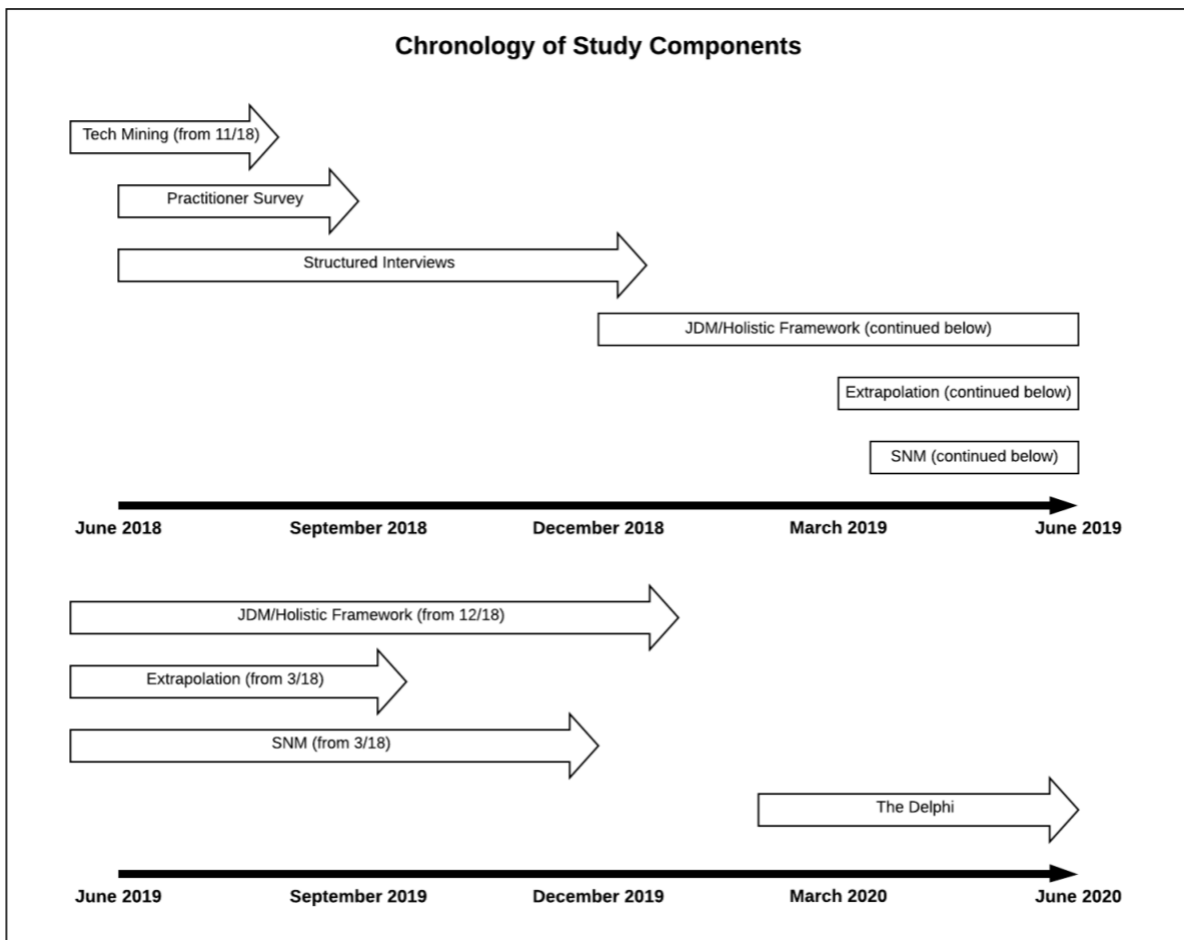 Chronology of Study Components
Tech Mining (from 11/18)
Practitioner Survey
Structured Interviews
JDM/Holistic Framework (continued below)
Extrapolation (continued below)
SNM (continued below)
June 2018 September 2018 December 2018 March 2019 June 2019
JDM/Holistic Framework (from 12/18)
Extrapolation (from 3/18)
SNM (from 3/18)
The Delphi
June 2019 September 2019 December 2019 March 2020 June 2020